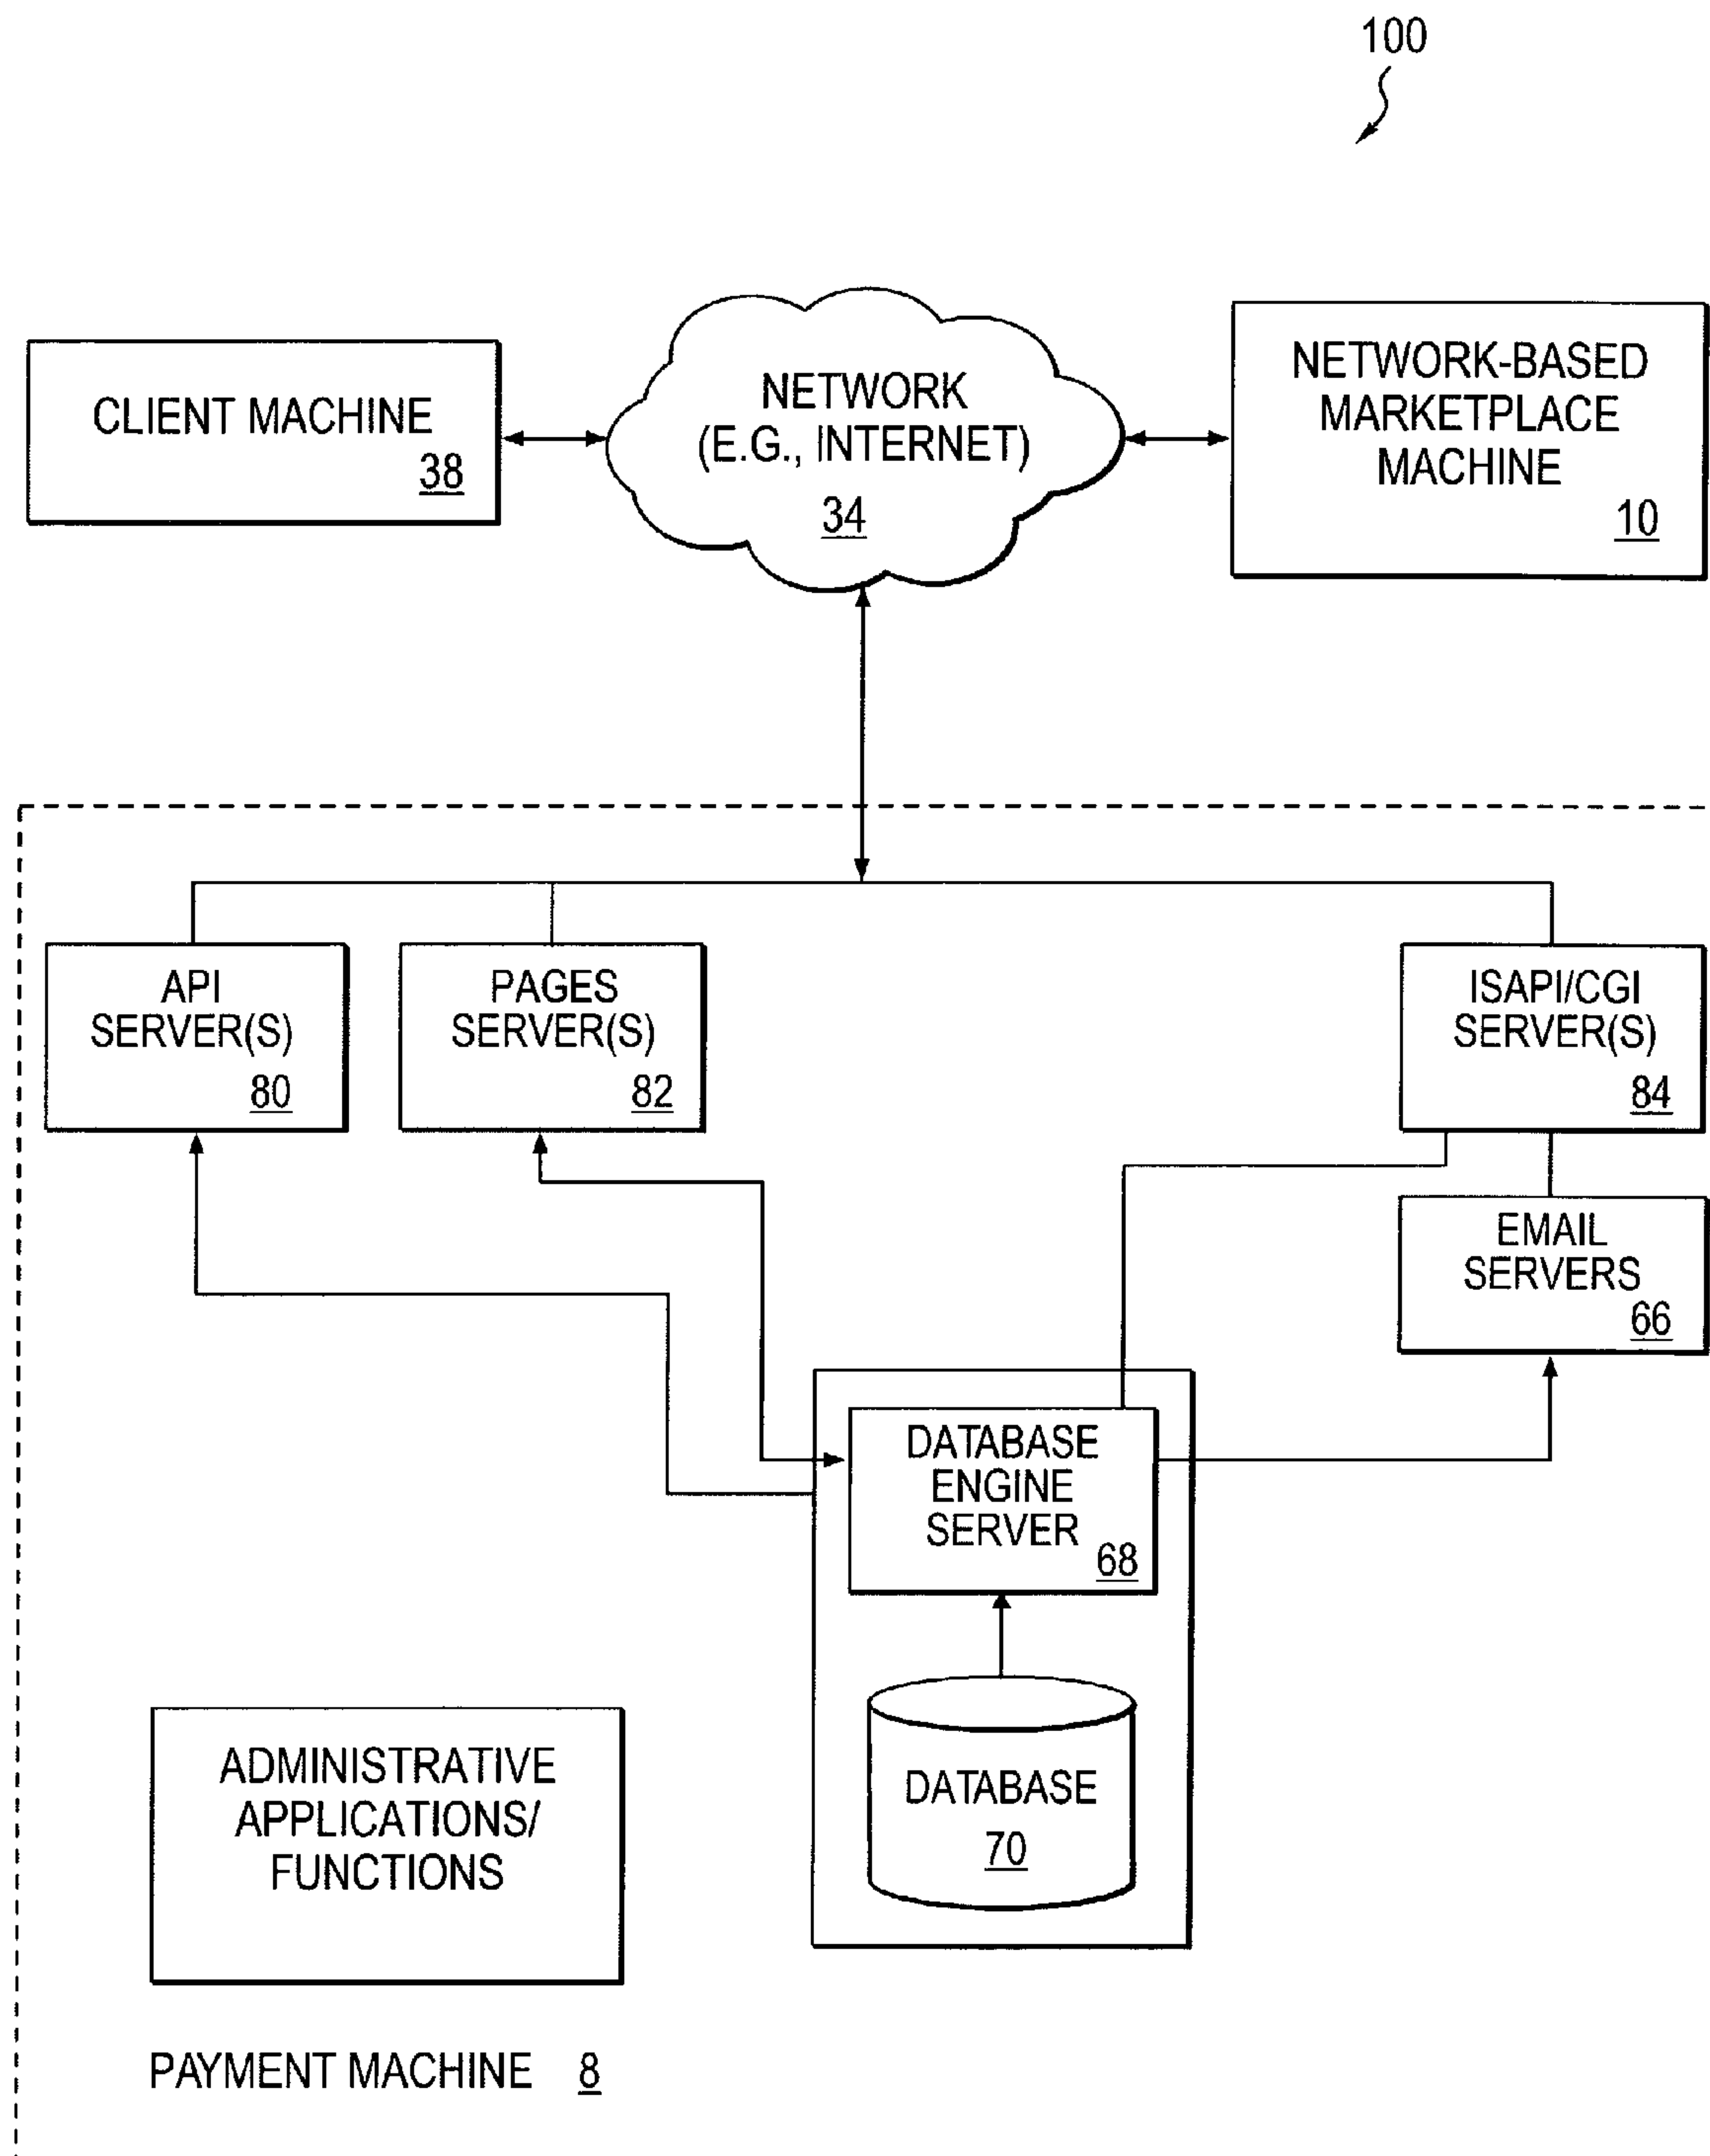 100
CLIENT MACHINE
38
NETWORK
(E.G., INTERNET)
34
NETWORK-BASED
MARKETPLACE
MACHINE
10
API
SERVER(S)
80
PAGES
SERVER(S)
82
ISAPI/CGI
SERVER(S)
84
EMAIL
SERVERS
66
DATABASE
ENGINE
SERVER
68
DATABASE
70
ADMINISTRATIVE
APPLICATIONS/
FUNCTIONS
PAYMENT MACHINE 8